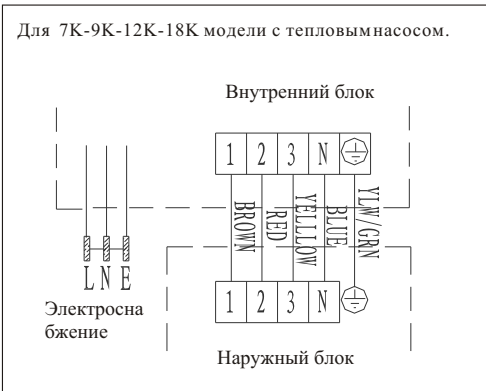 Для 7K-9K-12K-18K модели с тепловымнасосом.
Внутренний блок
1 2 3 N
BROWN
RED
YELLLOW
BLUE
YLW/GRN
L N E
1 2 3 N
Электросна
бжение
Наружный блок